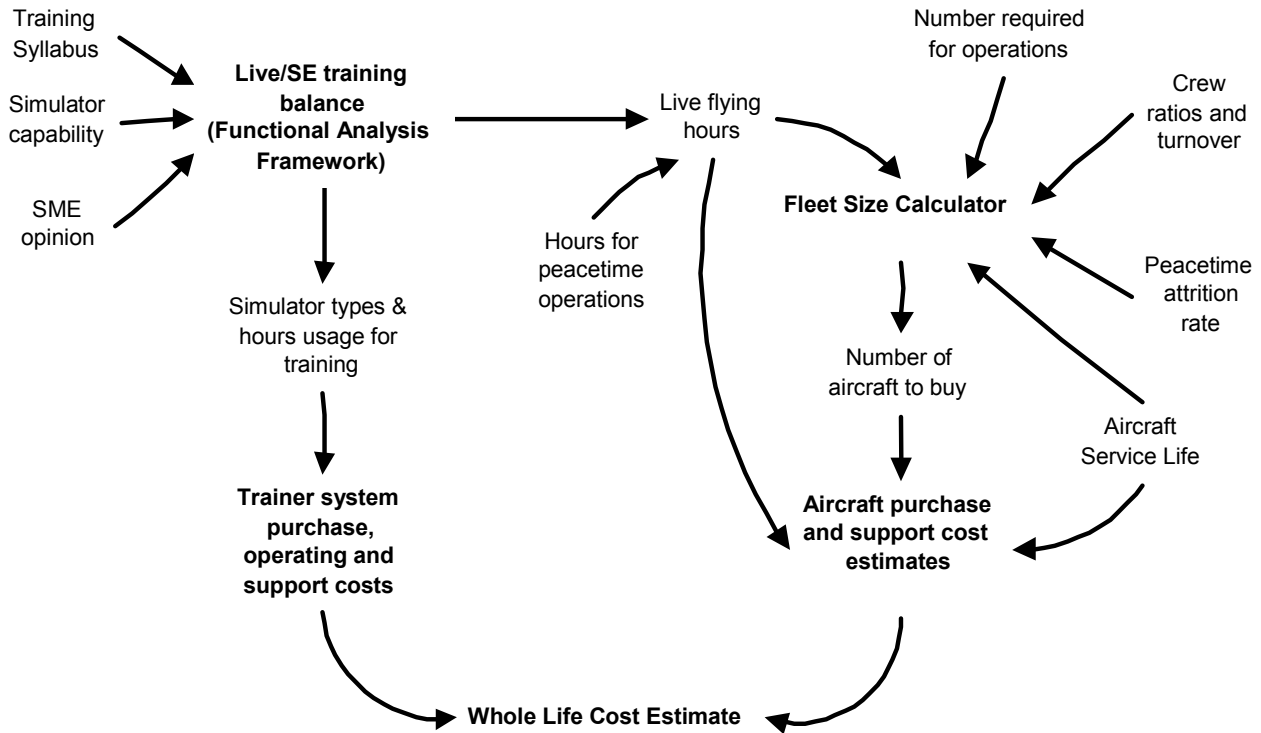 Training
Syllabus
Simulator
capability
SME
opinion
Live/SE training
balance
(Functional Analysis
Framework)
Live flying
hours
Number required
for operations
Crew
ratios and
turnover
Fleet Size Calculator
Hours for
peacetime
operations
Peacetime
attrition
rate
Simulator types &
hours usage for
training
Number of
aircraft to buy
Aircraft
Service Life
Trainer system
purchase,
operating and
support costs
Aircraft purchase
and support cost
estimates
Whole Life Cost Estimate